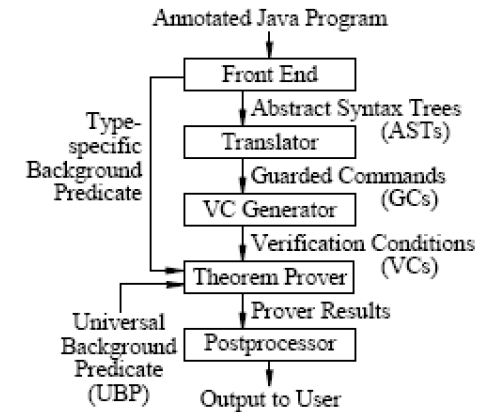 Annotated Java Program
Front End
Abstract Syntax Trees
(ASTs)
Type-
specific
Background
Predicate
Translator
Guarded Commands
(GCs)
VC Generator
Verification Conditions
(VCs)
Theorem Prover
Prover Results
Universal
Background
Predicate
(UBP)
Postprocessor
Output to User